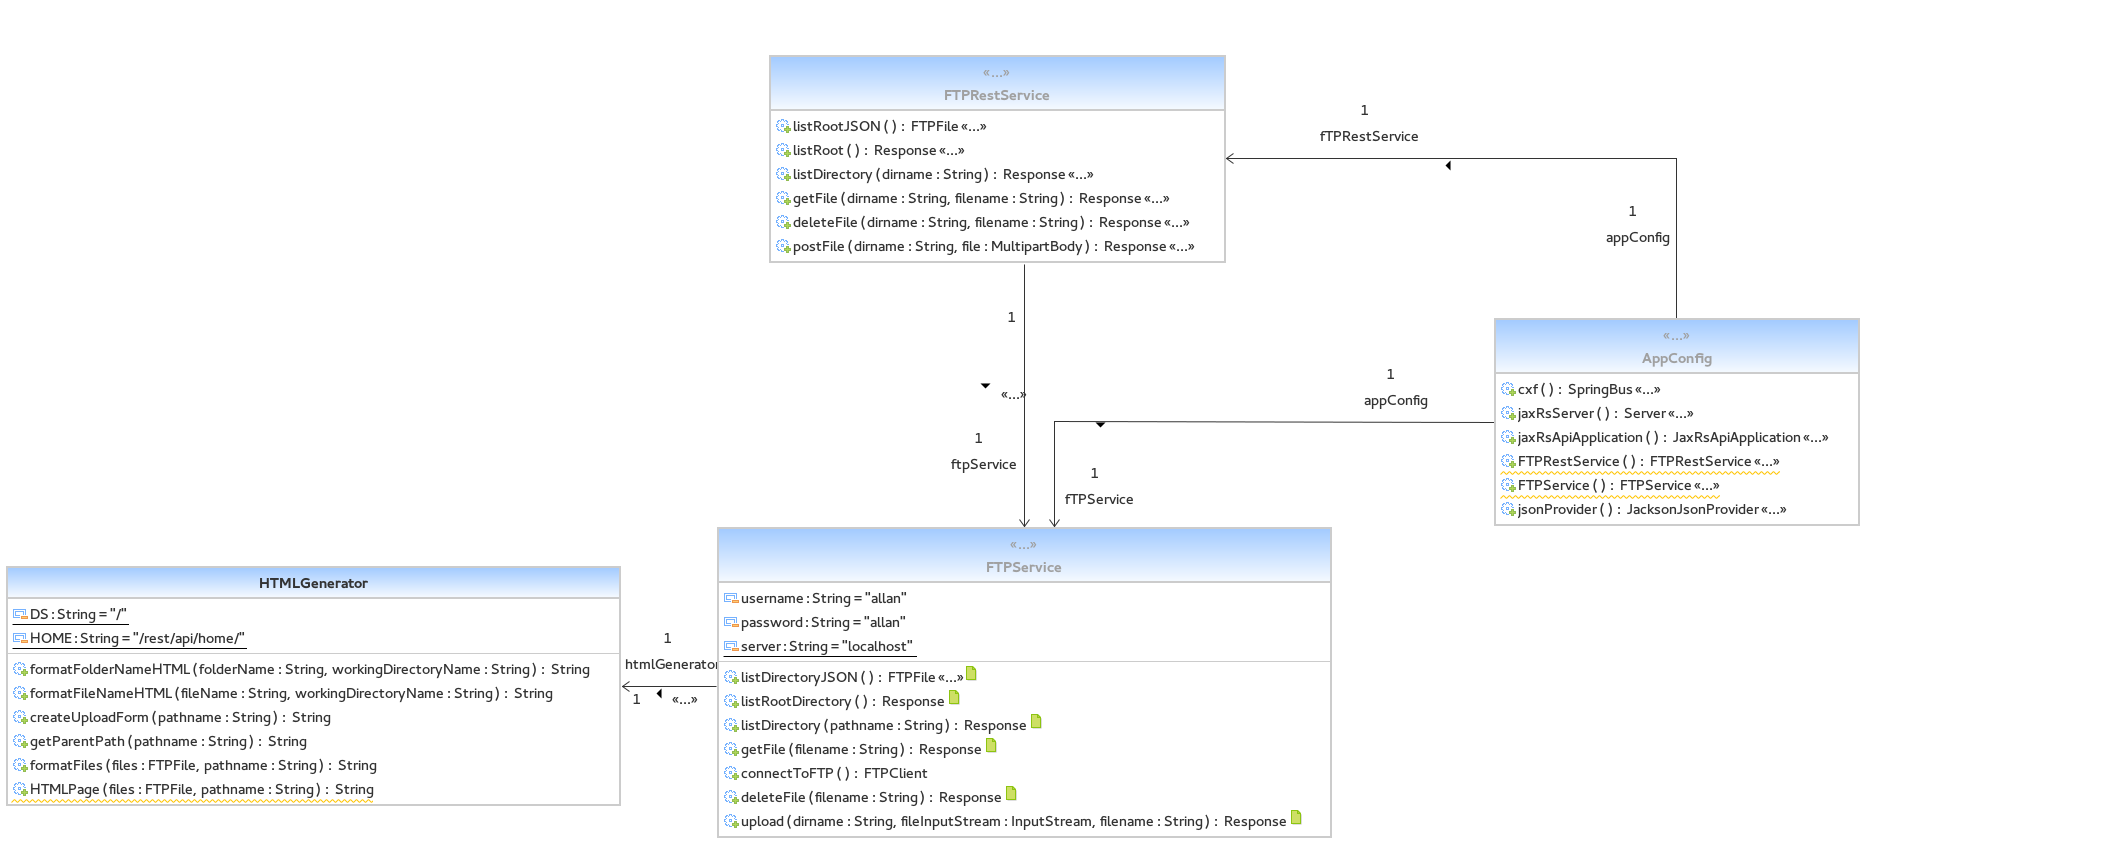 «...»
FTPRestService
listRootJSON ( ) : FTPFile «...»
listRoot ( ) : Response «...»
listDirectory ( dirname : String ) : Response «...»
getFile ( dirname : String, filename : String ) : Response «...»
deleteFile ( dirname : String, filename : String ) : Response «...»
postFile ( dirname : String, file : MultipartBody ) : Response «...»
1
fTPRestService
1
appConfig
«...»
AppConfig
cxf ( ) : SpringBus «...»
jaxRsServer ( ) : Server «...»
jaxRsApiApplication ( ) : JaxRsApiApplication «...»
FTPRestService ( ) : FTPRestService «...»
FTPService ( ) : FTPService «...»
jsonProvider ( ) : JacksonJsonProvider «...»
1
«...»
1
ftpService
1
appConfig
1
fTPService
«...»
FTPService
username : String = "allan"
password : String = "allan"
server : String = "localhost"
listDirectoryJSON ( ) : FTPFile «...»
listRootDirectory ( ) : Response
listDirectory ( pathname : String ) : Response
getFile ( filename : String ) : Response
connectToFTP ( ) : FTPClient
deleteFile ( filename : String ) : Response
upload ( dirname : String, fileInputStream : InputStream, filename : String ) : Response
1
htmlGenerator
1 «...»
HTMLGenerator
DS : String = "/"
HOME : String = "/rest/api/home/"
formatFolderNameHTML ( folderName : String, workingDirectoryName : String ) : String
formatFileNameHTML ( fileName : String, workingDirectoryName : String ) : String
createUploadForm ( pathname : String ) : String
getParentPath ( pathname : String ) : String
formatFiles ( files : FTPFile, pathname : String ) : String
HTMLPage ( files : FTPFile, pathname : String ) : String